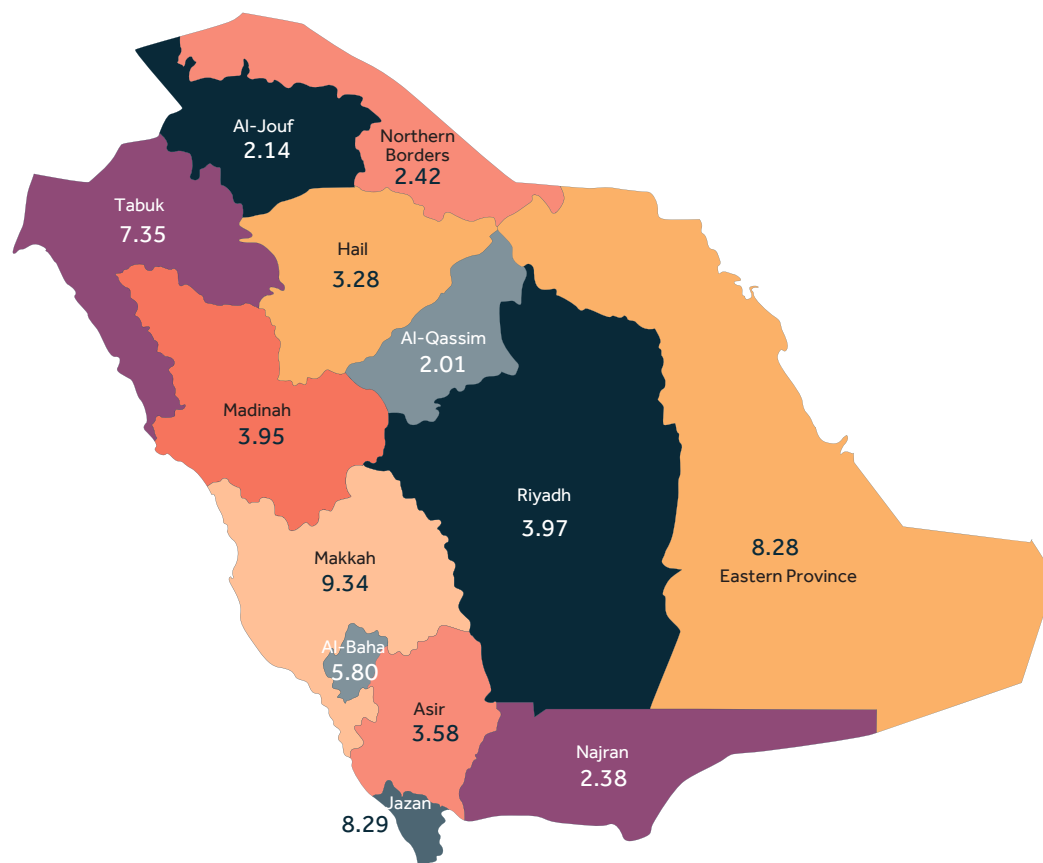 Al-Jouf
2.14
Northern
Borders
2.42
Tabuk
7.35
Hail
3.28
Al-Qassim
2.01
Madinah
3.95
Riyadh
3.97
8.28
Eastern Province
Makkah
9.34
Al-Baha
5.80
Asir
3.58
Najran
2.38
Jazan
8.29